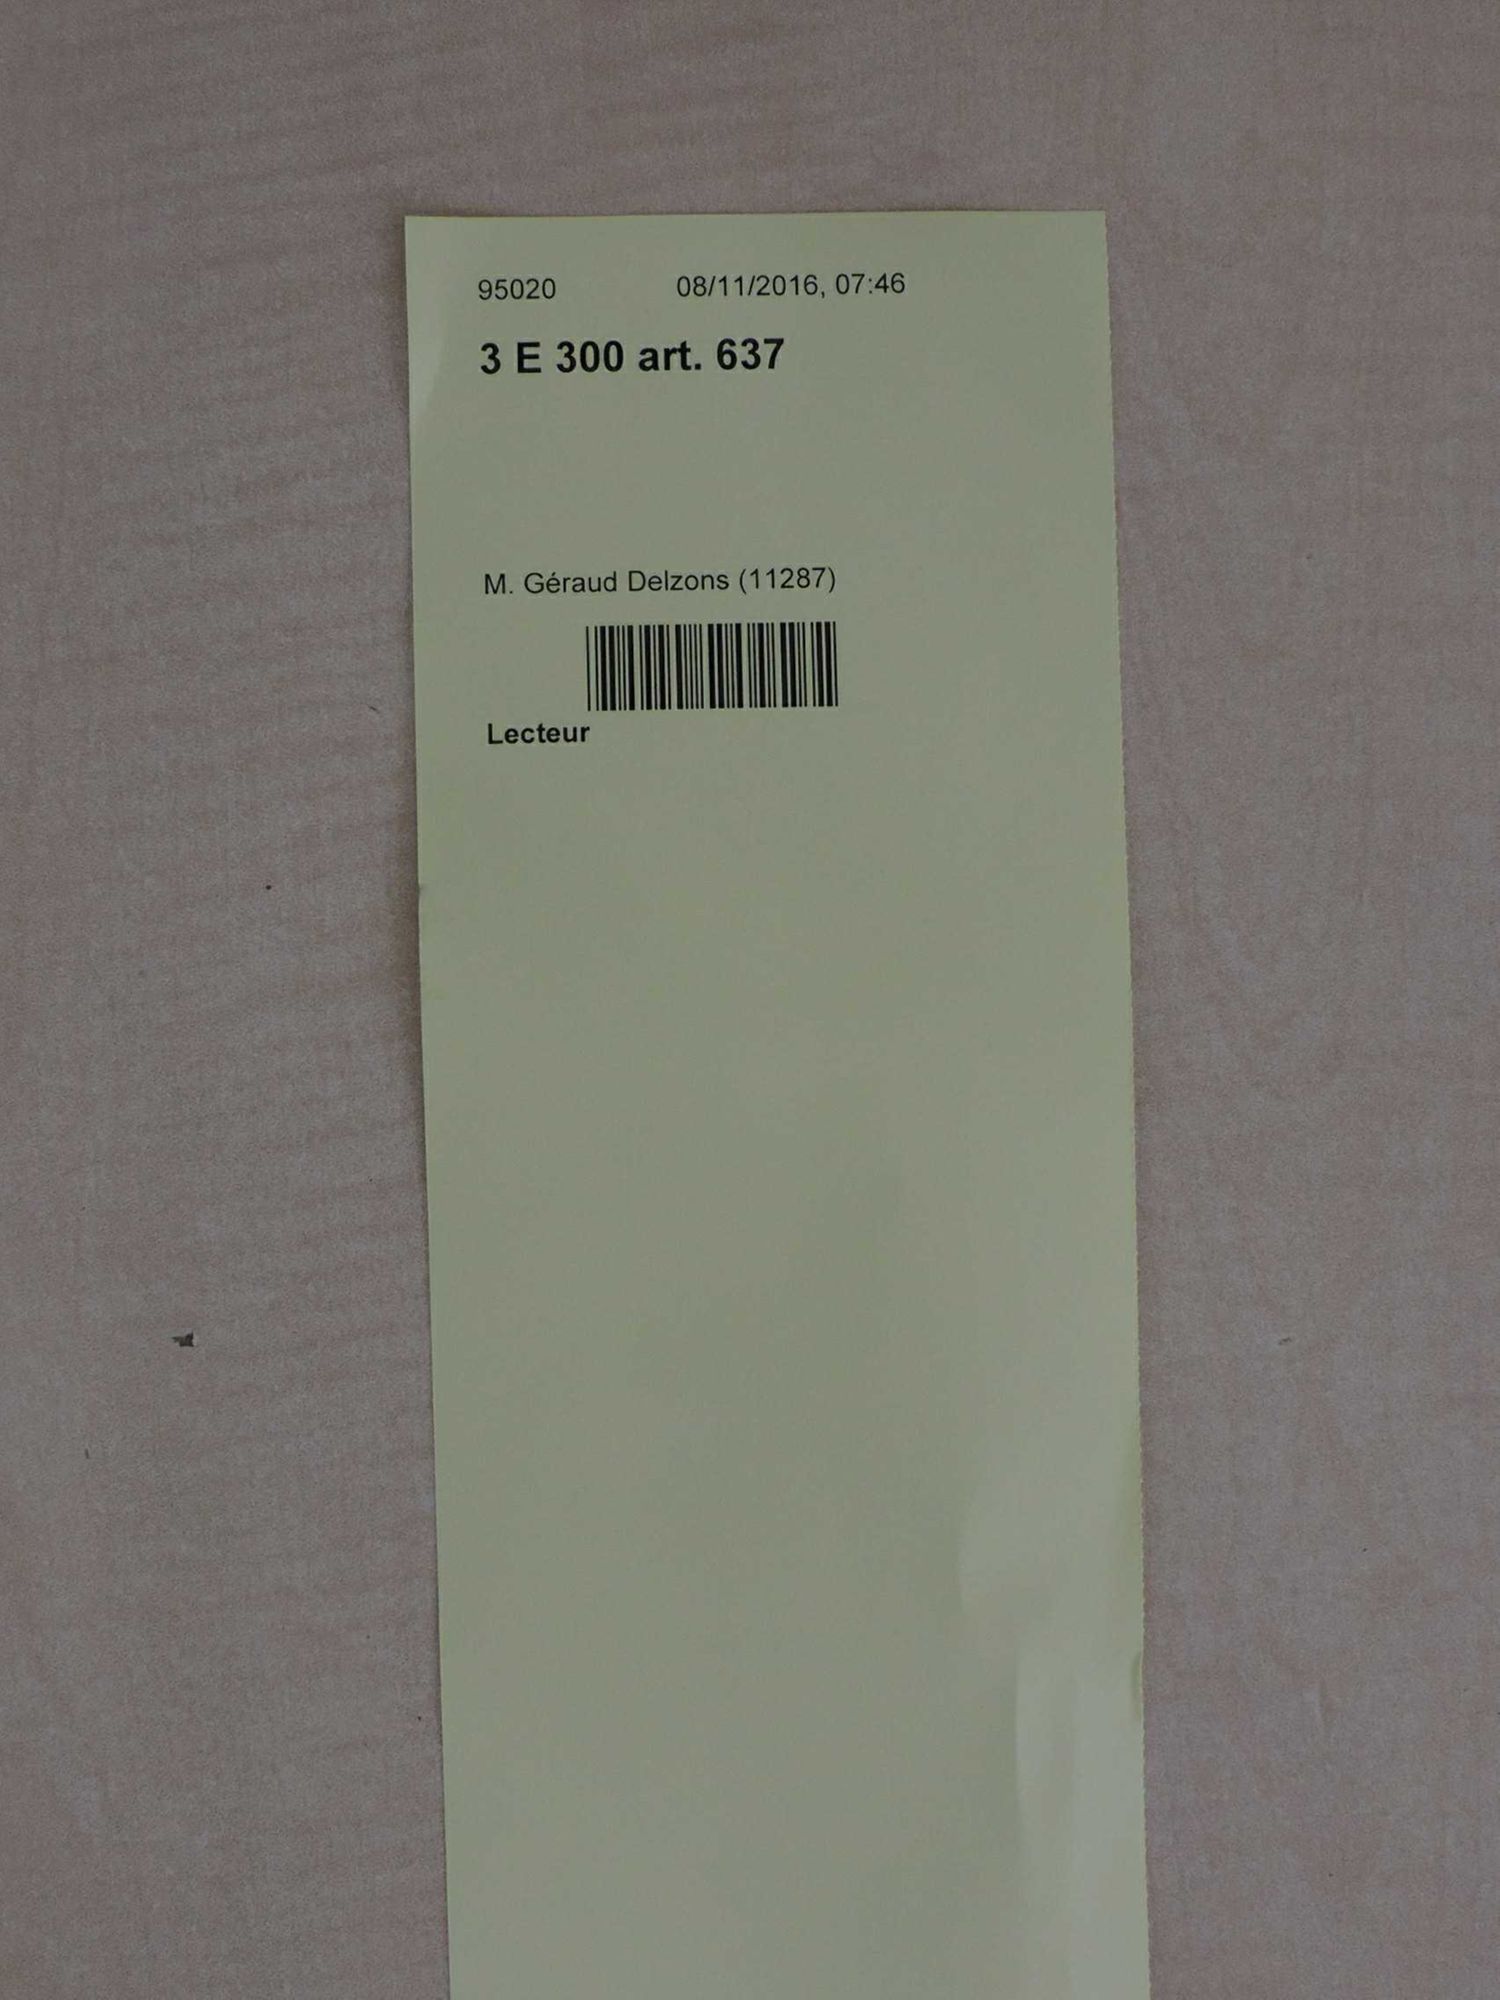 95020 08/11/2016, 07:46
3 E 300 art. 637
M. Géraud Delzons (11287)
Lecteur